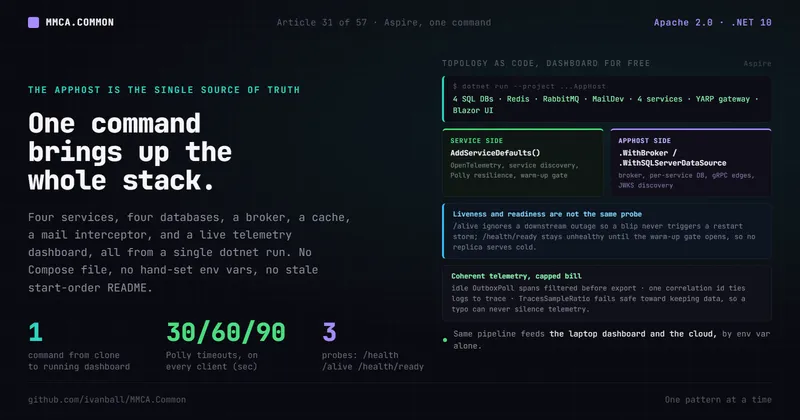 MMCA.COMMON
Article 31 of 57 · Aspire, one command
Apache 2.0 · .NET 10
THE APPHOST IS THE SINGLE SOURCE OF TRUTH
One command
brings up the
whole stack.
Four services, four databases, a broker, a cache,
a mail interceptor, and a live telemetry
dashboard, all from a single dotnet run. No
Compose file, no hand-set env vars, no stale
start-order README.
1
command from clone
to running dashboard
30/60/90
Polly timeouts, on
every client (sec)
3
probes: /health
/alive /health/ready
TOPOLOGY AS CODE, DASHBOARD FOR FREE
Aspire
$ dotnet run --project ...AppHost
4 SQL DBs · Redis · RabbitMQ · MailDev · 4 services · YARP gateway ·
Blazor UI
SERVICE SIDE
AddServiceDefaults()
OpenTelemetry, service discovery,
Polly resilience, warm-up gate
APPHOST SIDE
.WithBroker /
.WithSQLServerDataSource
broker, per-service DB, gRPC edges,
JWKS discovery
Liveness and readiness are not the same probe
/alive ignores a downstream outage so a blip never triggers a restart
storm; /health/ready stays unhealthy until the warm-up gate opens, so no
replica serves cold.
Coherent telemetry, capped bill
idle OutboxPoll spans filtered before export · one correlation id ties
logs to trace · TracesSampleRatio fails safe toward keeping data, so a
typo can never silence telemetry.
Same pipeline feeds the laptop dashboard and the cloud, by env var
alone.
github.com/ivanball/MMCA.Common
One pattern at a time